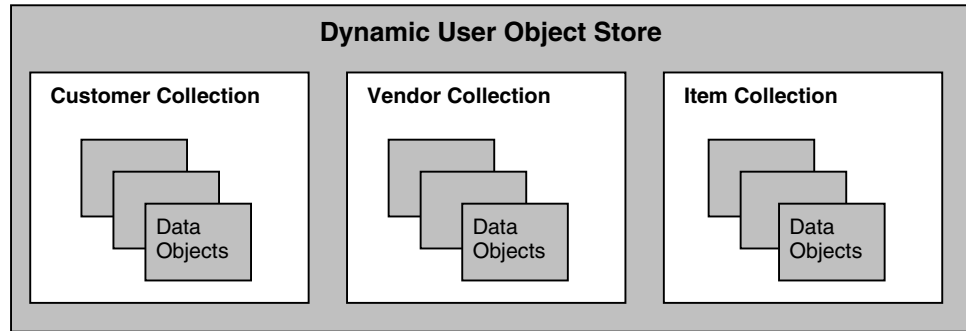 Dynamic User Object Store
Customer Collection
Data
Objects
Vendor Collection
Data
Objects
Item Collection
Data
Objects